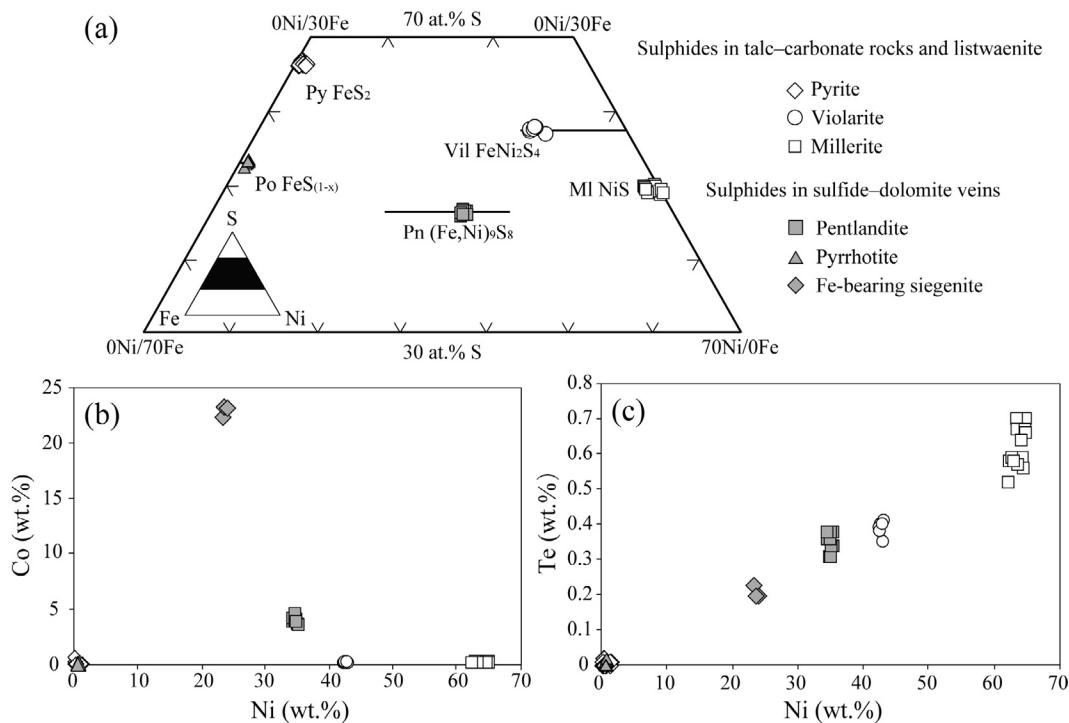 (a)
0Ni/30Fe
70 at.% S
0Ni/30Fe
Py FeS₂
Vil FeNi₂S₄
Po FeS₍₁₋ₓ₎
Ml NiS
Pn (Fe,Ni)₉S₈
S
Fe
Ni
0Ni/70Fe
30 at.% S
70Ni/0Fe
Sulphides in talc–carbonate rocks and listwaenite
Pyrite
Violarite
Millerite
Sulphides in sulfide–dolomite veins
Pentlandite
Pyrrhotite
Fe-bearing siegenite
(b)
Co (wt.%)
25
20
15
10
5
0
0 10 20 30 40 50 60 70
Ni (wt.%)
(c)
Te (wt.%)
0.8
0.7
0.6
0.5
0.4
0.3
0.2
0.1
0
0 10 20 30 40 50 60 70
Ni (wt.%)